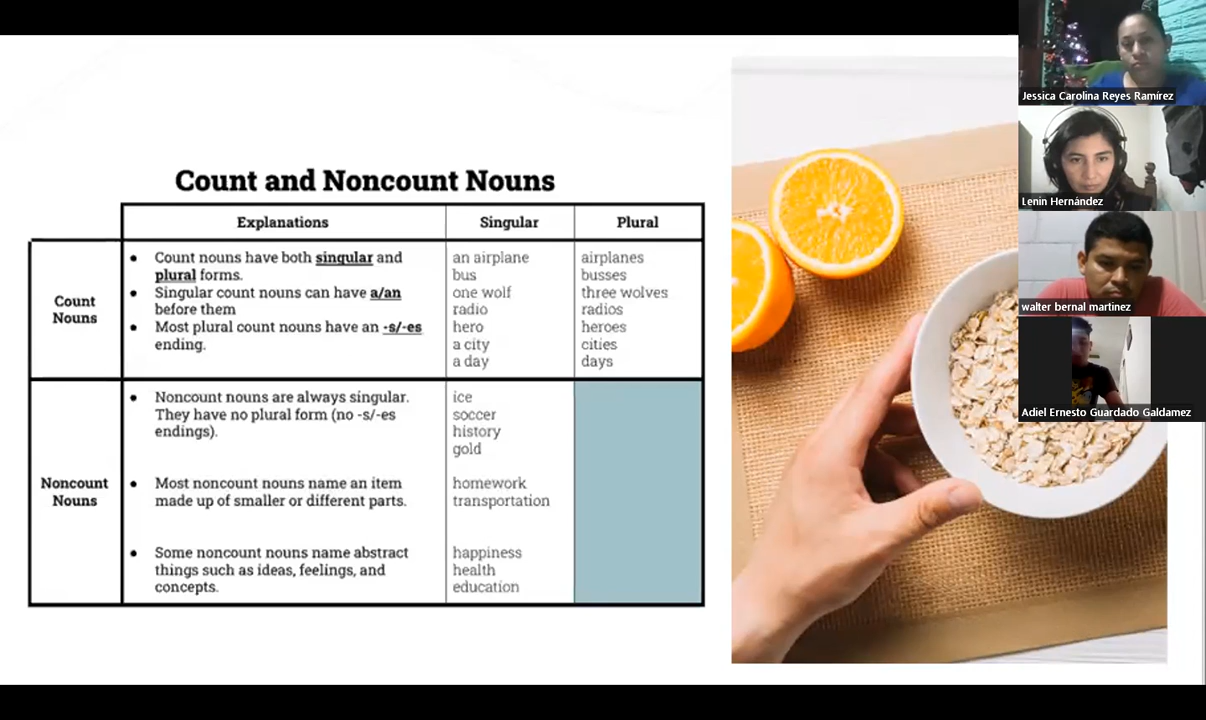 Count and Noncount Nouns
Explanations
Singular
Plural
Count
Nouns
● Count nouns have both singular and
plural forms.
● Singular count nouns can have a/an
before them
● Most plural count nouns have an -s/-es
ending.
an airplane
bus
one wolf
radio
hero
a city
a day
airplanes
busses
three wolves
radios
heroes
cities
days
Noncount
Nouns
● Noncount nouns are always singular.
They have no plural form (no -s/-es
endings).
● Most noncount nouns name an item
made up of smaller or different parts.
● Some noncount nouns name abstract
things such as ideas, feelings, and
concepts.
ice
soccer
history
gold
homework
transportation
happiness
health
education
Jessica Carolina Reyes Ramírez
Lenin Hernández
walter bernal martinez
Adiel Ernesto Guardado Galdamez